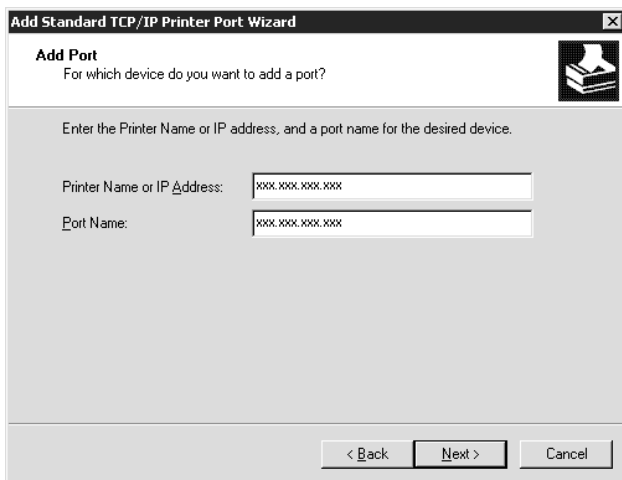 Add Standard TCP/IP Printer Port Wizard
Add Port
For which device do you want to add a port?
Enter the Printer Name or IP address, and a port name for the desired device.
Printer Name or IP Address: xxx.xxx.xxx.xxx
Port Name: xxx.xxx.xxx.xxx
< Back Next > Cancel